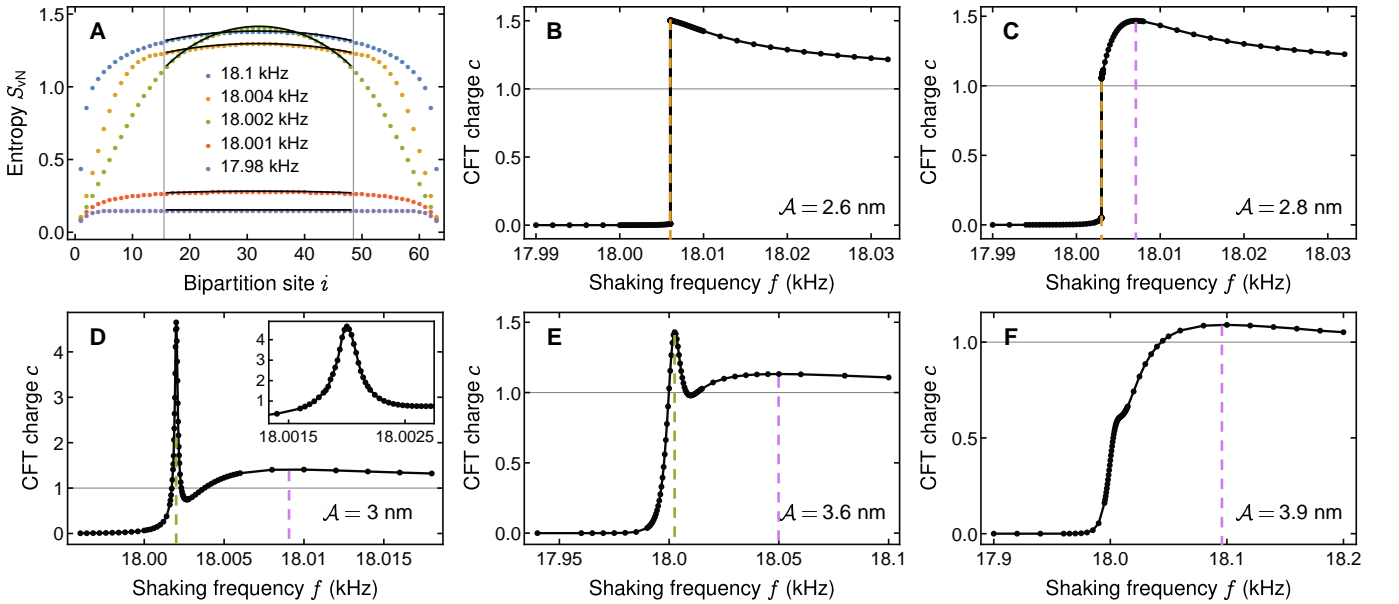 A
Entropy 𝒮vN
1.5
1.0
0.5
0.0
18.1 kHz
18.004 kHz
18.002 kHz
18.001 kHz
17.98 kHz
0 10 20 30 40 50 60
Bipartition site i
B
CFT charge c
1.5
1.0
0.5
0.0
𝒜 = 2.6 nm
17.99 18.00 18.01 18.02 18.03
Shaking frequency f (kHz)
C
CFT charge c
1.5
1.0
0.5
0.0
𝒜 = 2.8 nm
17.99 18.00 18.01 18.02 18.03
Shaking frequency f (kHz)
D
CFT charge c
4
3
2
1
0
4
3
2
1
18.0015 18.0025
𝒜 = 3 nm
18.000 18.005 18.010 18.015
Shaking frequency f (kHz)
E
CFT charge c
1.5
1.0
0.5
0.0
𝒜 = 3.6 nm
17.95 18.0 18.05 18.1
Shaking frequency f (kHz)
F
CFT charge c
1.0
0.5
0.0
𝒜 = 3.9 nm
17.9 18.0 18.1 18.2
Shaking frequency f (kHz)